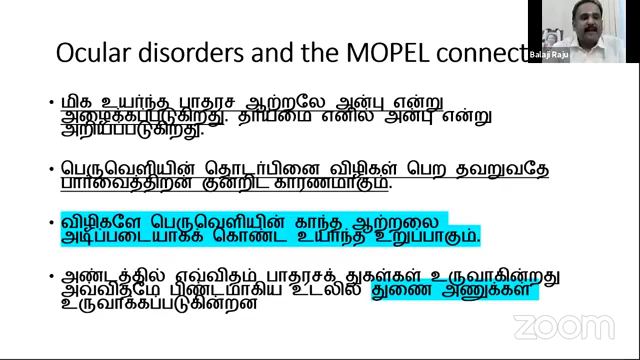 Ocular disorders and the MOPEL connect
Balaji Raju
• மிக உயர்ந்த பாதரச ஆற்றலே அன்பு என்று
அழைக்கப்படுகிறது. தாய்மை எனில் அன்பு என்று
அறியப்படுகிறது.
• பெருவெளியின் தொடர்பினை விழிகள் பெற தவறுவதே
பார்வைத்திறன் குன்றிட காரணமாகும்.
• விழிகளே பெருவெளியின் காந்த ஆற்றலை
அடிப்படையாகக் கொண்ட உயர்ந்த உறுப்பாகும்.
• அண்டத்தில் எவ்விதம் பாதரசக் துகள்கள் உருவாகின்றது
அவ்விதமே பிண்டமாகிய உடலில் துணை அணுக்கள்
உருவாக்கப்படுகின்றன
zoom